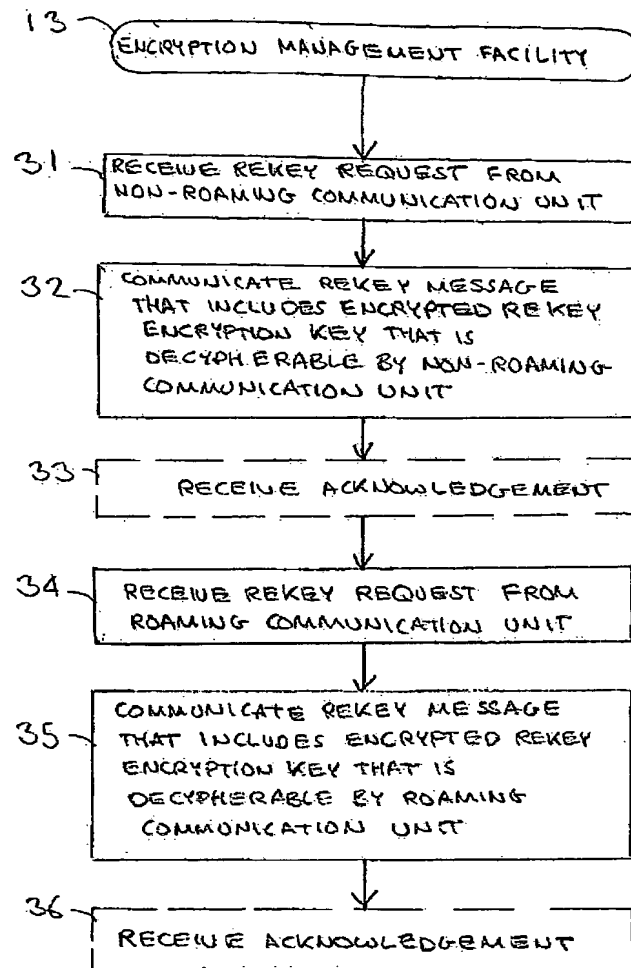 13
ENCRYPTION MANAGEMENT FACILITY
31
RECEIVE REKEY REQUEST FROM
NON-ROAMING COMMUNICATION UNIT
32
COMMUNICATE REKEY MESSAGE
THAT INCLUDES ENCRYPTED REKEY
ENCRYPTION KEY THAT IS
DECYPHERABLE BY NON-ROAMING
COMMUNICATION UNIT
33
RECEIVE ACKNOWLEDGEMENT
34
RECEIVE REKEY REQUEST FROM
ROAMING COMMUNICATION UNIT
35
COMMUNICATE REKEY MESSAGE
THAT INCLUDES ENCRYPTED REKEY
ENCRYPTION KEY THAT IS
DECYPHERABLE BY ROAMING
COMMUNICATION UNIT
36
RECEIVE ACKNOWLEDGEMENT